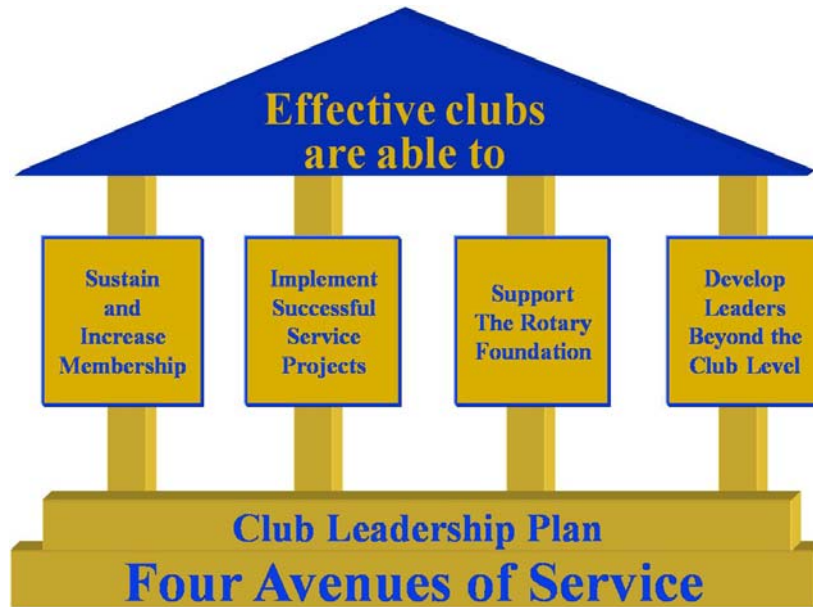 Effective clubs
are able to
Sustain
and
Increase
Membership
Implement
Successful
Service
Projects
Support
The Rotary
Foundation
Develop
Leaders
Beyond the
Club Level
Club Leadership Plan
Four Avenues of Service